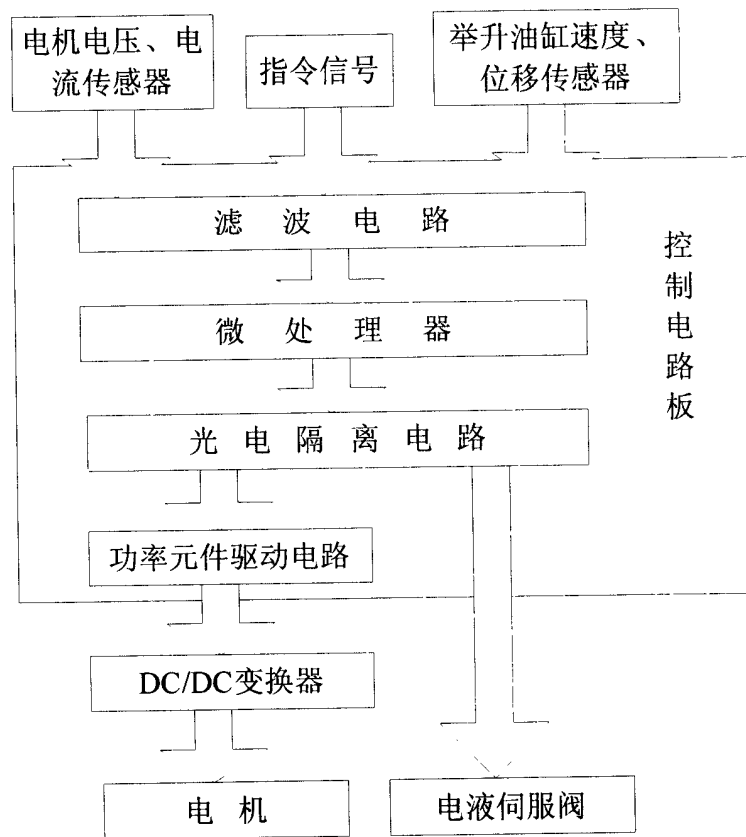 电机电压、电
流传感器
指令信号
举升油缸速度、
位移传感器
滤波电路
微处理器
光电隔离电路
功率元件驱动电路
控制电路板
DC/DC变换器
电机
电液伺服阀